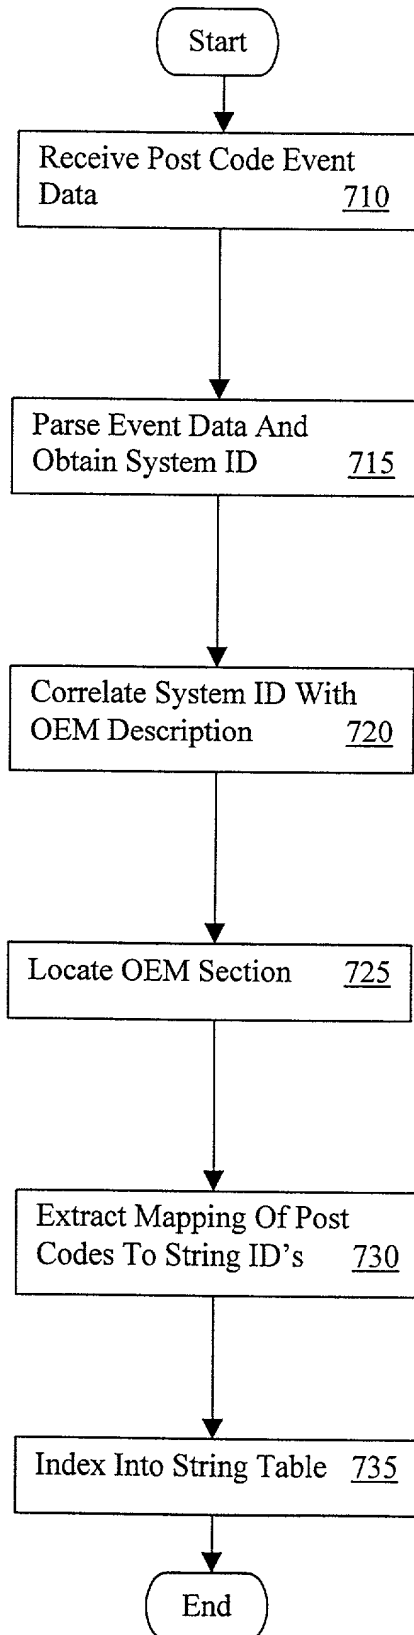 Start
Receive Post Code Event
Data 710
Parse Event Data And
Obtain System ID 715
Correlate System ID With
OEM Description 720
Locate OEM Section 725
Extract Mapping Of Post
Codes To String ID's 730
Index Into String Table 735
End